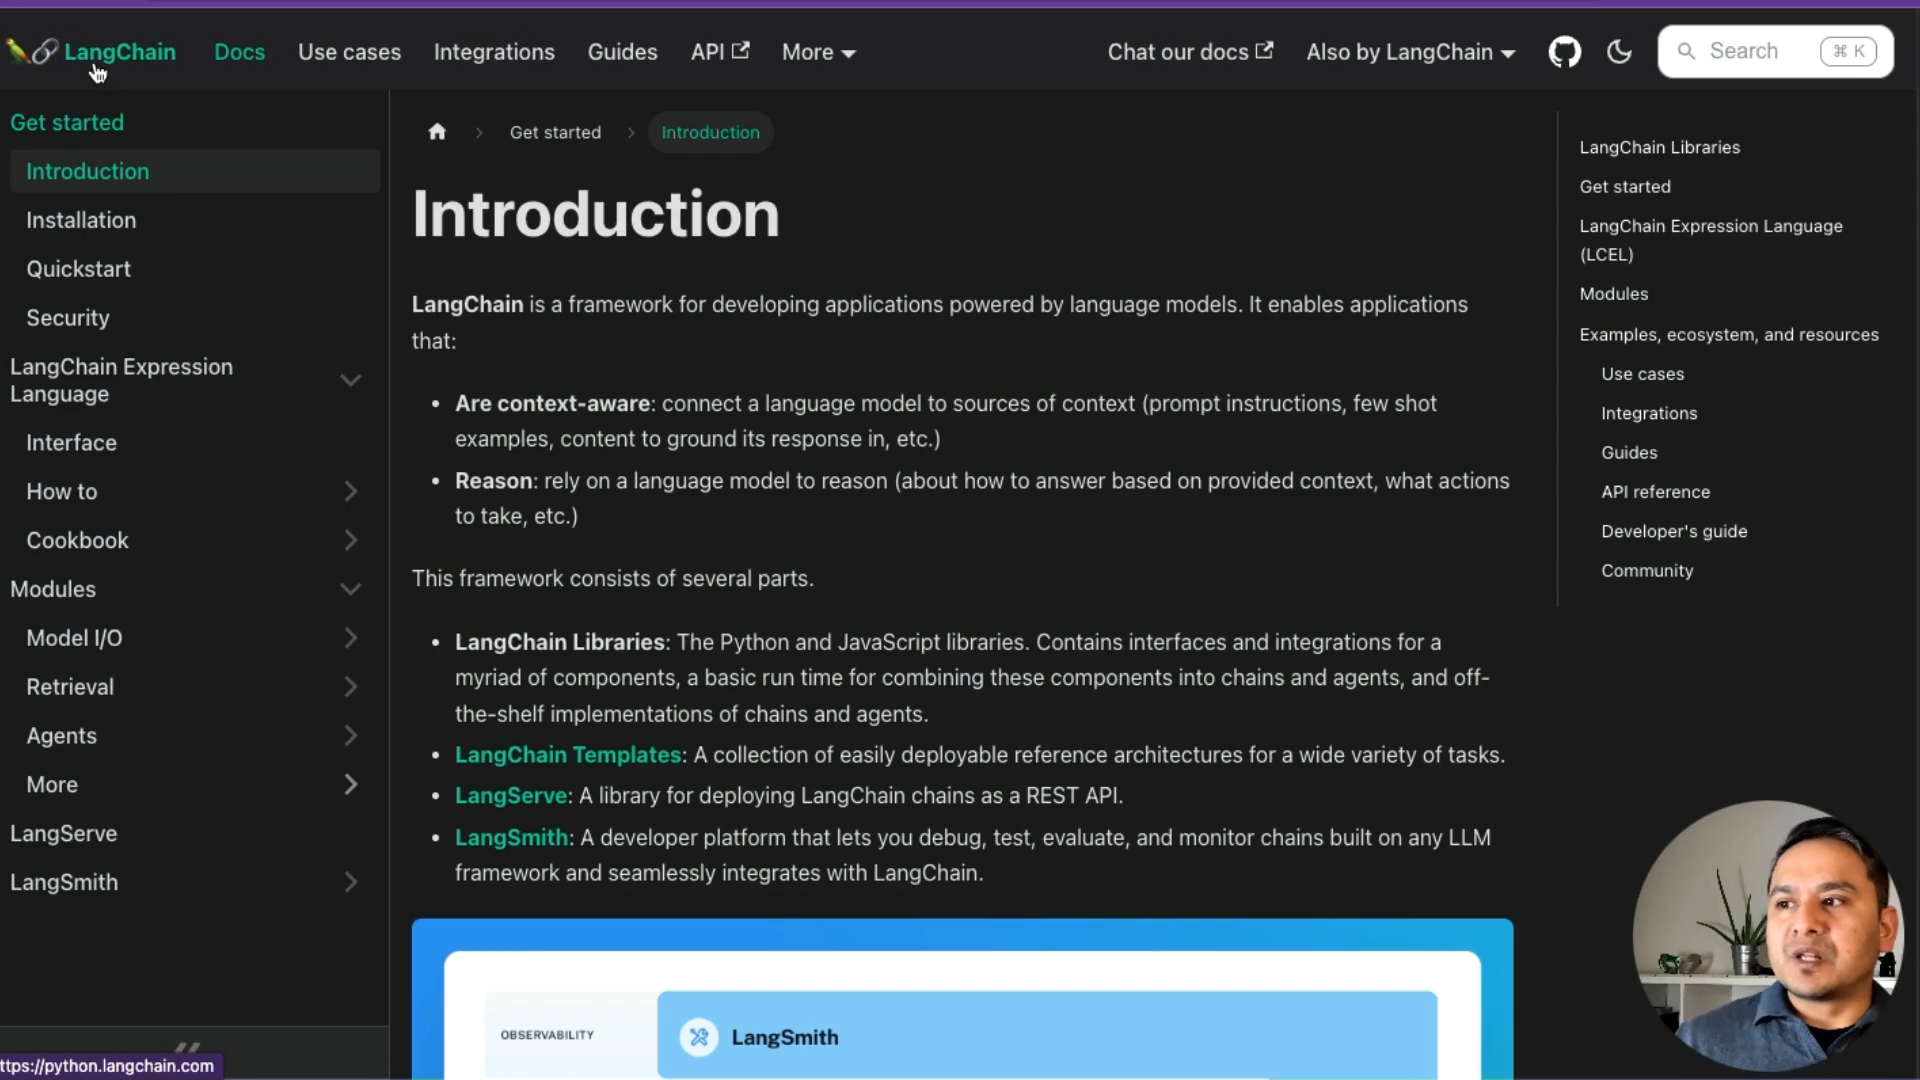 LangChain Docs Use cases Integrations Guides API More Chat our docs Also by LangChain Search ⌘ K
Get started
Introduction
Installation
Quickstart
Security
LangChain Expression
Language
Interface
How to
Cookbook
Modules
Model I/O
Retrieval
Agents
More
LangServe
LangSmith
ttps://python.langchain.com
Get started Introduction
Introduction
LangChain is a framework for developing applications powered by language models. It enables applications
that:
• Are context-aware: connect a language model to sources of context (prompt instructions, few shot
examples, content to ground its response in, etc.)
• Reason: rely on a language model to reason (about how to answer based on provided context, what actions
to take, etc.)
This framework consists of several parts.
• LangChain Libraries: The Python and JavaScript libraries. Contains interfaces and integrations for a
myriad of components, a basic run time for combining these components into chains and agents, and off-
the-shelf implementations of chains and agents.
• LangChain Templates: A collection of easily deployable reference architectures for a wide variety of tasks.
• LangServe: A library for deploying LangChain chains as a REST API.
• LangSmith: A developer platform that lets you debug, test, evaluate, and monitor chains built on any LLM
framework and seamlessly integrates with LangChain.
OBSERVABILITY LangSmith
LangChain Libraries
Get started
LangChain Expression Language
(LCEL)
Modules
Examples, ecosystem, and resources
Use cases
Integrations
Guides
API reference
Developer's guide
Community